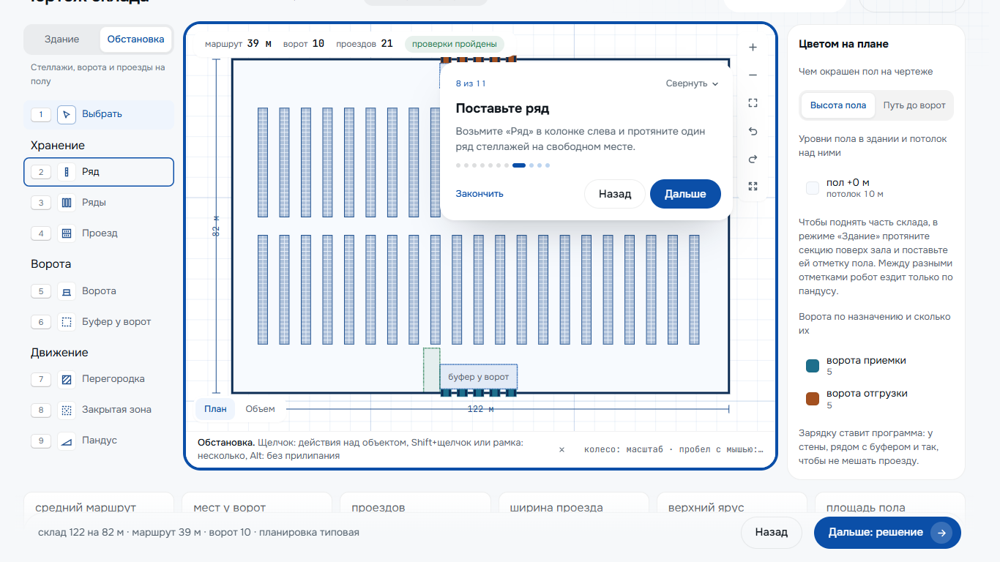 Здание
Обстановка
Стеллажи, ворота и проезды на
полу
1
Выбрать
Хранение
2
Ряд
3
Ряды
4
Проезд
Ворота
5
Ворота
6
Буфер у ворот
Движение
7
Перегородка
8
Закрытая зона
9
Пандус
маршрут 39 м ворот 10 проездов 21 проверки пройдены
8 из 11
Свернуть
Поставьте ряд
Возьмите «Ряд» в колонке слева и протяните один
ряд стеллажей на свободном месте.
Закончить
Назад
Дальше
82 м
буфер у ворот
План
Объем
122 м
Обстановка. Щелчок: действия над объектом, Shift+щелчок или рамка:
несколько, Alt: без прилипания
колесо: масштаб · пробел с мышью:…
Цветом на плане
Чем окрашен пол на чертеже
Высота пола
Путь до ворот
Уровни пола в здании и потолок
над ними
пол +0 м
потолок 10 м
Чтобы поднять часть склада, в
режиме «Здание» протяните
секцию поверх зала и поставьте
ей отметку пола. Между разными
отметками робот ездит только по
пандусу.
Ворота по назначению и сколько
их
ворота приемки
5
ворота отгрузки
5
Зарядку ставит программа: у
стены, рядом с буфером и так,
чтобы не мешать проезду.
средний маршрут
мест у ворот
проездов
ширина проезда
верхний ярус
площадь пола
склад 122 на 82 м · маршрут 39 м · ворот 10 · планировка типовая
Назад
Дальше: решение